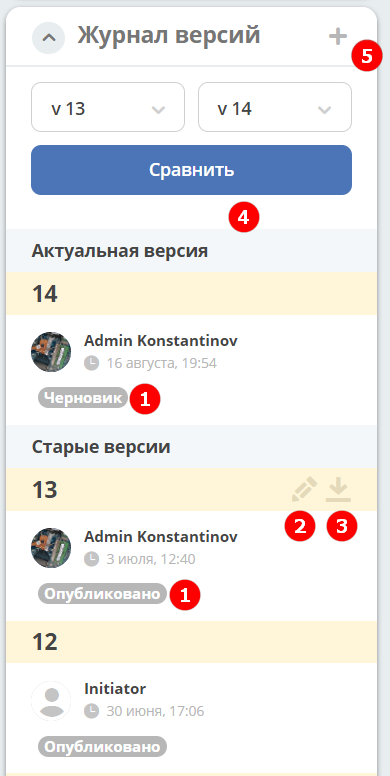 Журнал версий
5
v 13 v 14
Сравнить
4
Актуальная версия
14
Admin Konstantinov
16 августа, 19:54
Черновик 1
Старые версии
13
2 3
Admin Konstantinov
3 июля, 12:40
Опубликовано 1
12
Initiator
30 июня, 17:06
Опубликовано